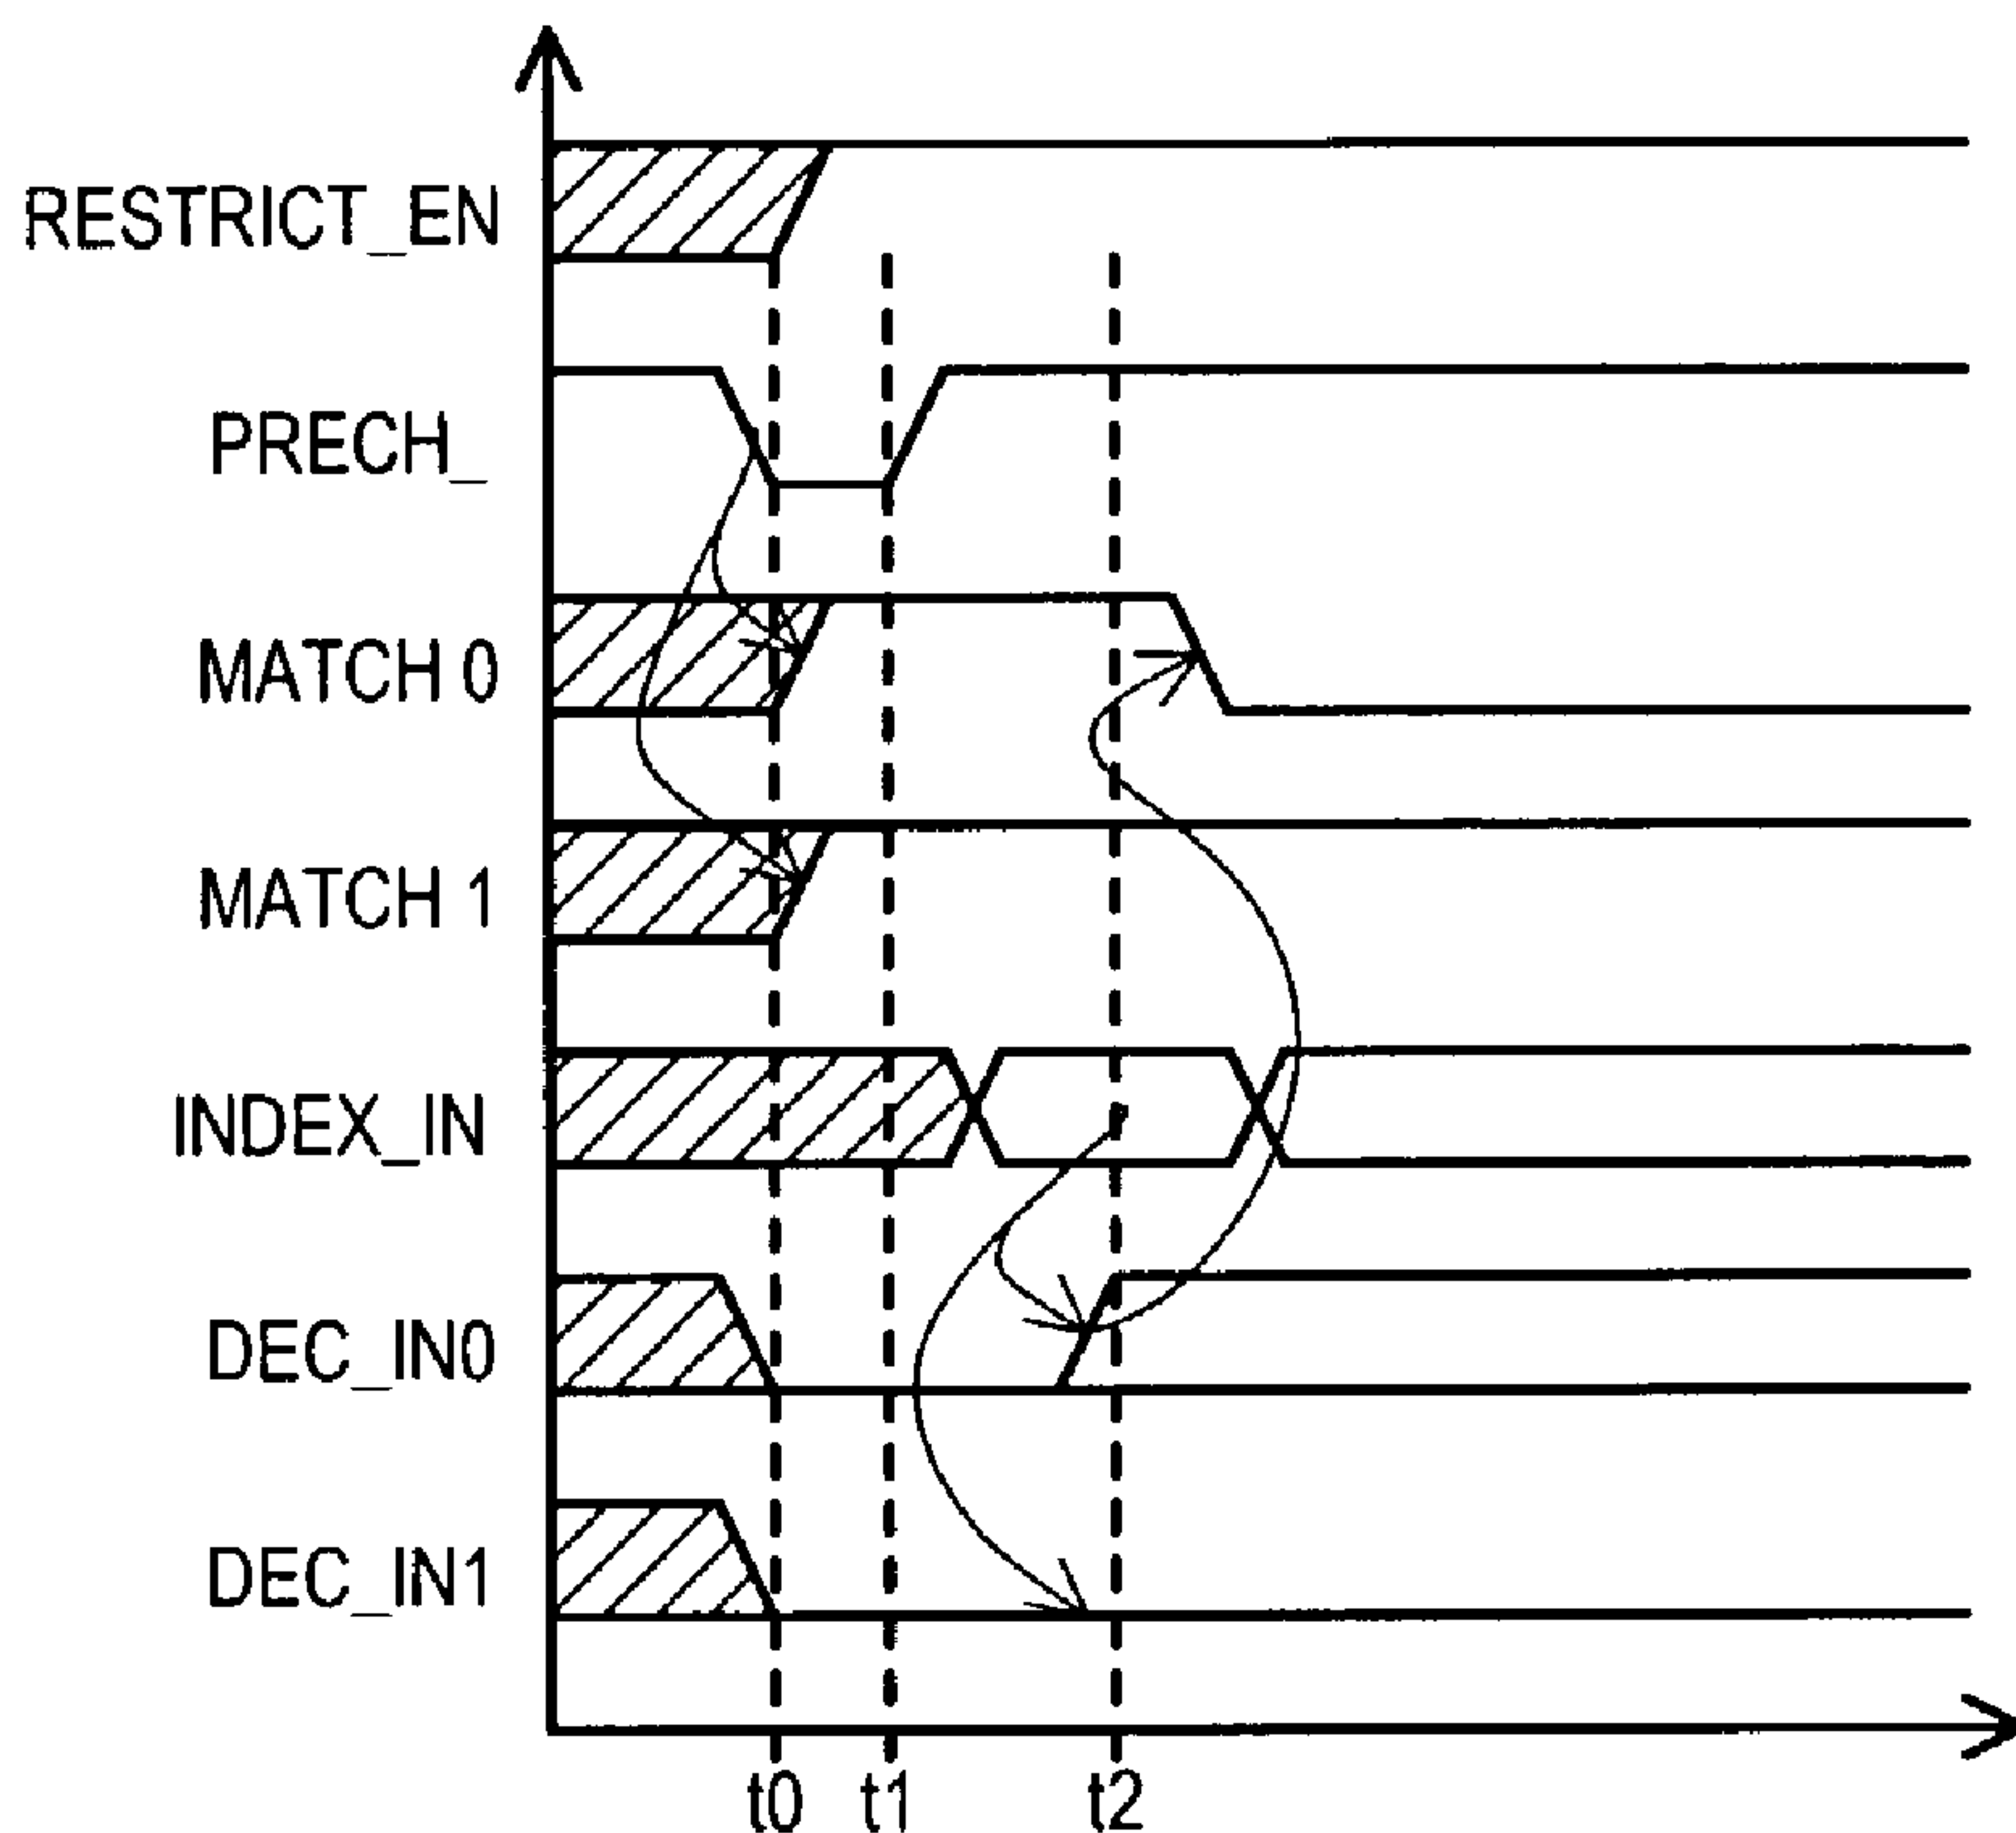 RESTRICT_EN
PRECH_
MATCH 0
MATCH 1
INDEX_IN
DEC_IN0
DEC_IN1
t0 t1 t2